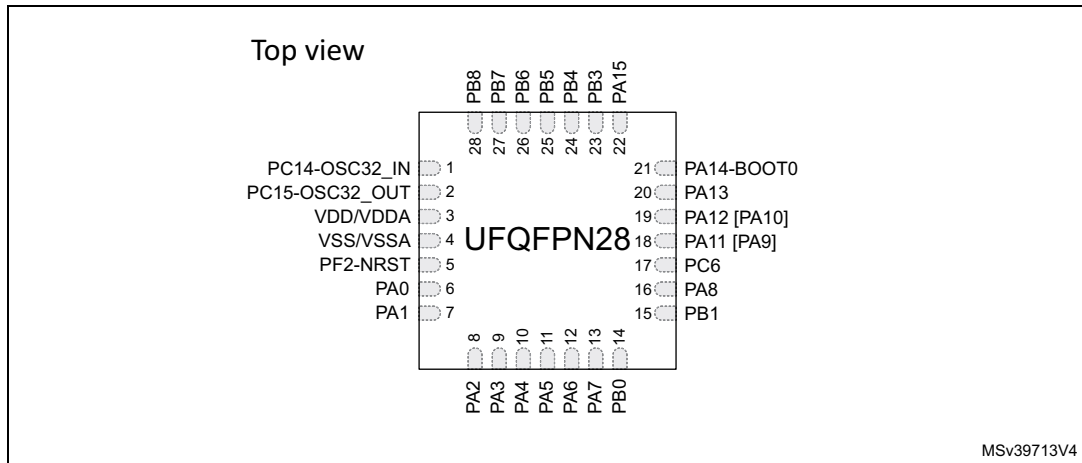 Top view
PB8
PB7
PB6
PB5
PB4
PB3
PA15
28
27
26
25
24
23
22
PC14-OSC32_IN 1
PC15-OSC32_OUT 2
VDD/VDDA 3
VSS/VSSA 4
PF2-NRST 5
PA0 6
PA1 7
UFQFPN28
21 PA14-BOOT0
20 PA13
19 PA12 [PA10]
18 PA11 [PA9]
17 PC6
16 PA8
15 PB1
8
9
10
11
12
13
14
PA2
PA3
PA4
PA5
PA6
PA7
PB0
MSv39713V4